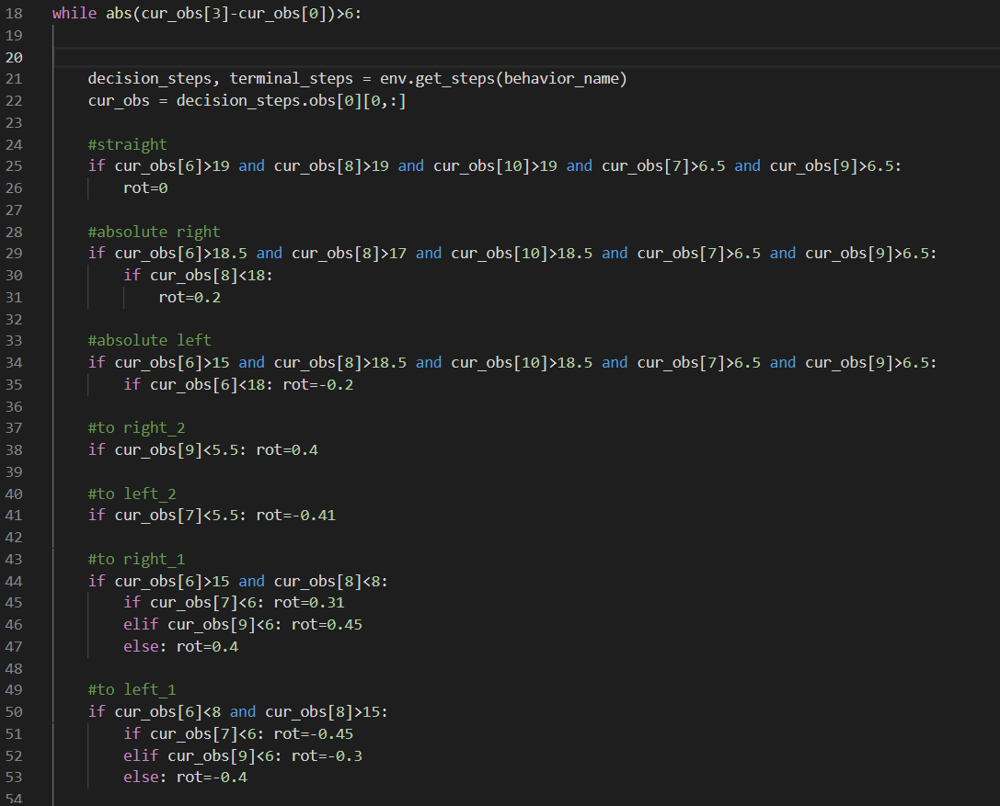 18 while abs(cur_obs[3]-cur_obs[0])>6:
19
20
21 decision_steps, terminal_steps = env.get_steps(behavior_name)
22 cur_obs = decision_steps.obs[0][0,:]
23
24 #straight
25 if cur_obs[6]>19 and cur_obs[8]>19 and cur_obs[10]>19 and cur_obs[7]>6.5 and cur_obs[9]>6.5:
26 rot=0
27
28 #absolute right
29 if cur_obs[6]>18.5 and cur_obs[8]>17 and cur_obs[10]>18.5 and cur_obs[7]>6.5 and cur_obs[9]>6.5:
30 if cur_obs[8]<18:
31 rot=0.2
32
33 #absolute left
34 if cur_obs[6]>15 and cur_obs[8]>18.5 and cur_obs[10]>18.5 and cur_obs[7]>6.5 and cur_obs[9]>6.5:
35 if cur_obs[6]<18: rot=-0.2
36
37 #to right_2
38 if cur_obs[9]<5.5: rot=0.4
39
40 #to left_2
41 if cur_obs[7]<5.5: rot=-0.41
42
43 #to right_1
44 if cur_obs[6]>15 and cur_obs[8]<8:
45 if cur_obs[7]<6: rot=0.31
46 elif cur_obs[9]<6: rot=0.45
47 else: rot=0.4
48
49 #to left_1
50 if cur_obs[6]<8 and cur_obs[8]>15:
51 if cur_obs[7]<6: rot=-0.45
52 elif cur_obs[9]<6: rot=-0.3
53 else: rot=-0.4
54